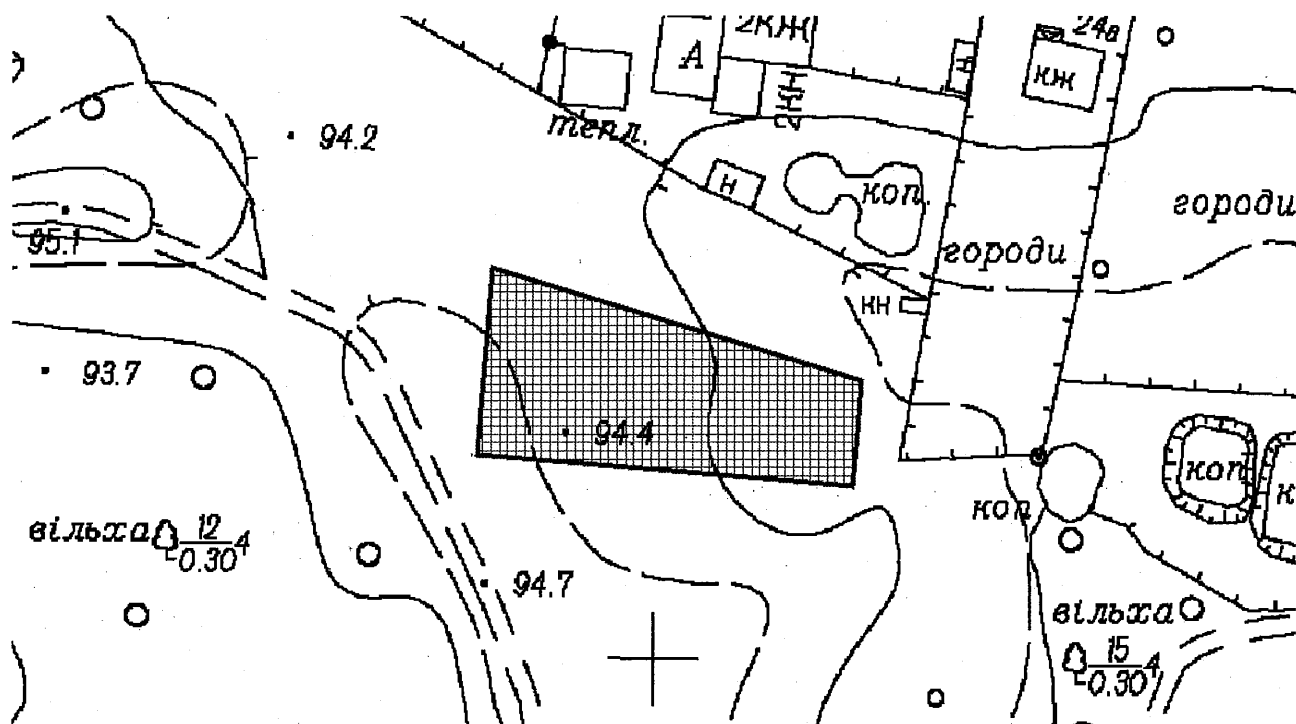 2КЖ
24а
А
н
кж
2КН
тепл.
94.2
н
коп.
городи
95.1
городи
кн
93.7
94.4
коп
коп
вільха 12 4
0.30
94.7
вільха
15 4
0.30